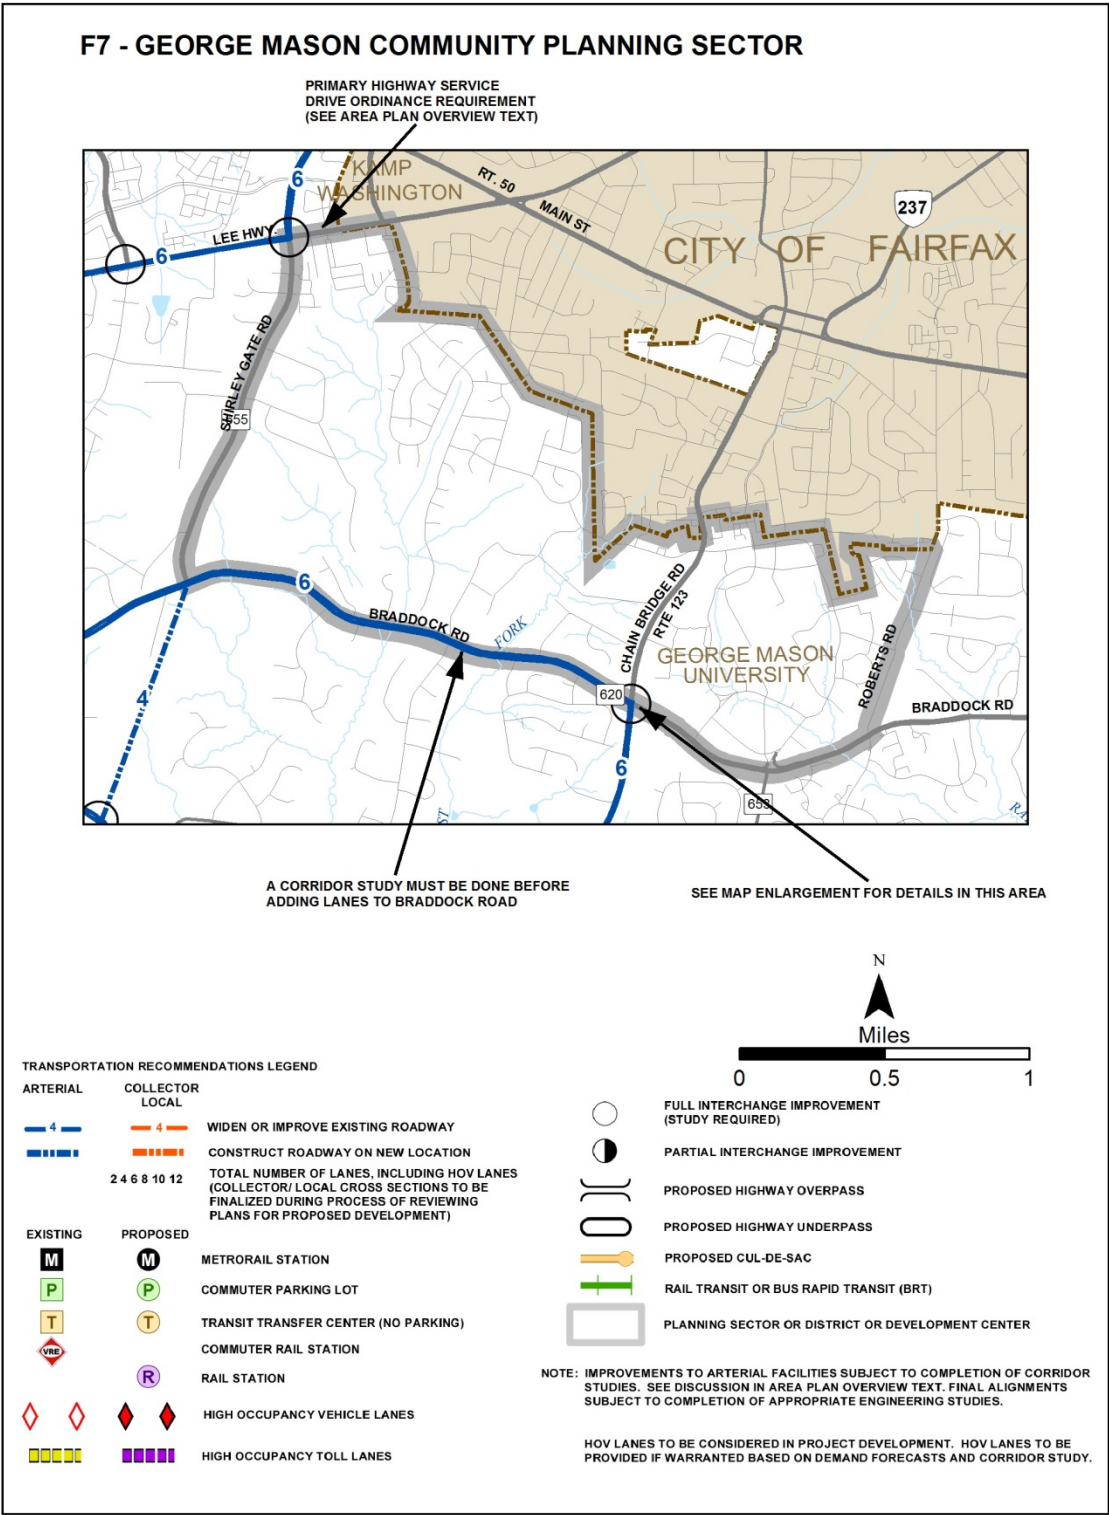 F7 - GEORGE MASON COMMUNITY PLANNING SECTOR
PRIMARY HIGHWAY SERVICE
DRIVE ORDINANCE REQUIREMENT
(SEE AREA PLAN OVERVIEW TEXT)
KAMP
WASHINGTON
6
RT. 50
MAIN ST
237
LEE HWY.
6
CITY OF FAIRFAX
SHIRLEY GATE RD
655
6
BRADDOCK RD
FORK
CHAIN BRIDGE RD
RTE 123
GEORGE MASON
UNIVERSITY
ROBERTS RD
620
BRADDOCK RD
4
6
653
ST
RA
A CORRIDOR STUDY MUST BE DONE BEFORE
ADDING LANES TO BRADDOCK ROAD
SEE MAP ENLARGEMENT FOR DETAILS IN THIS AREA
N
Miles
0 0.5 1
TRANSPORTATION RECOMMENDATIONS LEGEND
ARTERIAL
COLLECTOR
LOCAL
4 4 WIDEN OR IMPROVE EXISTING ROADWAY
CONSTRUCT ROADWAY ON NEW LOCATION
2 4 6 8 10 12 TOTAL NUMBER OF LANES, INCLUDING HOV LANES
(COLLECTOR/ LOCAL CROSS SECTIONS TO BE
FINALIZED DURING PROCESS OF REVIEWING
PLANS FOR PROPOSED DEVELOPMENT)
EXISTING PROPOSED
M M METRORAIL STATION
P P COMMUTER PARKING LOT
T T TRANSIT TRANSFER CENTER (NO PARKING)
VRE COMMUTER RAIL STATION
R RAIL STATION
HIGH OCCUPANCY VEHICLE LANES
HIGH OCCUPANCY TOLL LANES
FULL INTERCHANGE IMPROVEMENT
(STUDY REQUIRED)
PARTIAL INTERCHANGE IMPROVEMENT
PROPOSED HIGHWAY OVERPASS
PROPOSED HIGHWAY UNDERPASS
PROPOSED CUL-DE-SAC
RAIL TRANSIT OR BUS RAPID TRANSIT (BRT)
PLANNING SECTOR OR DISTRICT OR DEVELOPMENT CENTER
NOTE: IMPROVEMENTS TO ARTERIAL FACILITIES SUBJECT TO COMPLETION OF CORRIDOR
STUDIES. SEE DISCUSSION IN AREA PLAN OVERVIEW TEXT. FINAL ALIGNMENTS
SUBJECT TO COMPLETION OF APPROPRIATE ENGINEERING STUDIES.
HOV LANES TO BE CONSIDERED IN PROJECT DEVELOPMENT. HOV LANES TO BE
PROVIDED IF WARRANTED BASED ON DEMAND FORECASTS AND CORRIDOR STUDY.